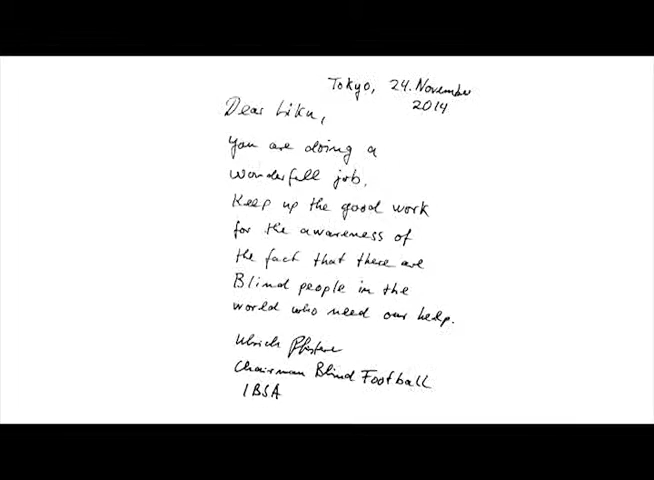 Tokyo, 24. November
2014
Dear Liku,
You are doing a
wonderfull job.
Keep up the good work
for the awareness of
the fact that there are
Blind people in the
world who need our help.
Ulrich Pfisterer
Chairman Blind Football
IBSA